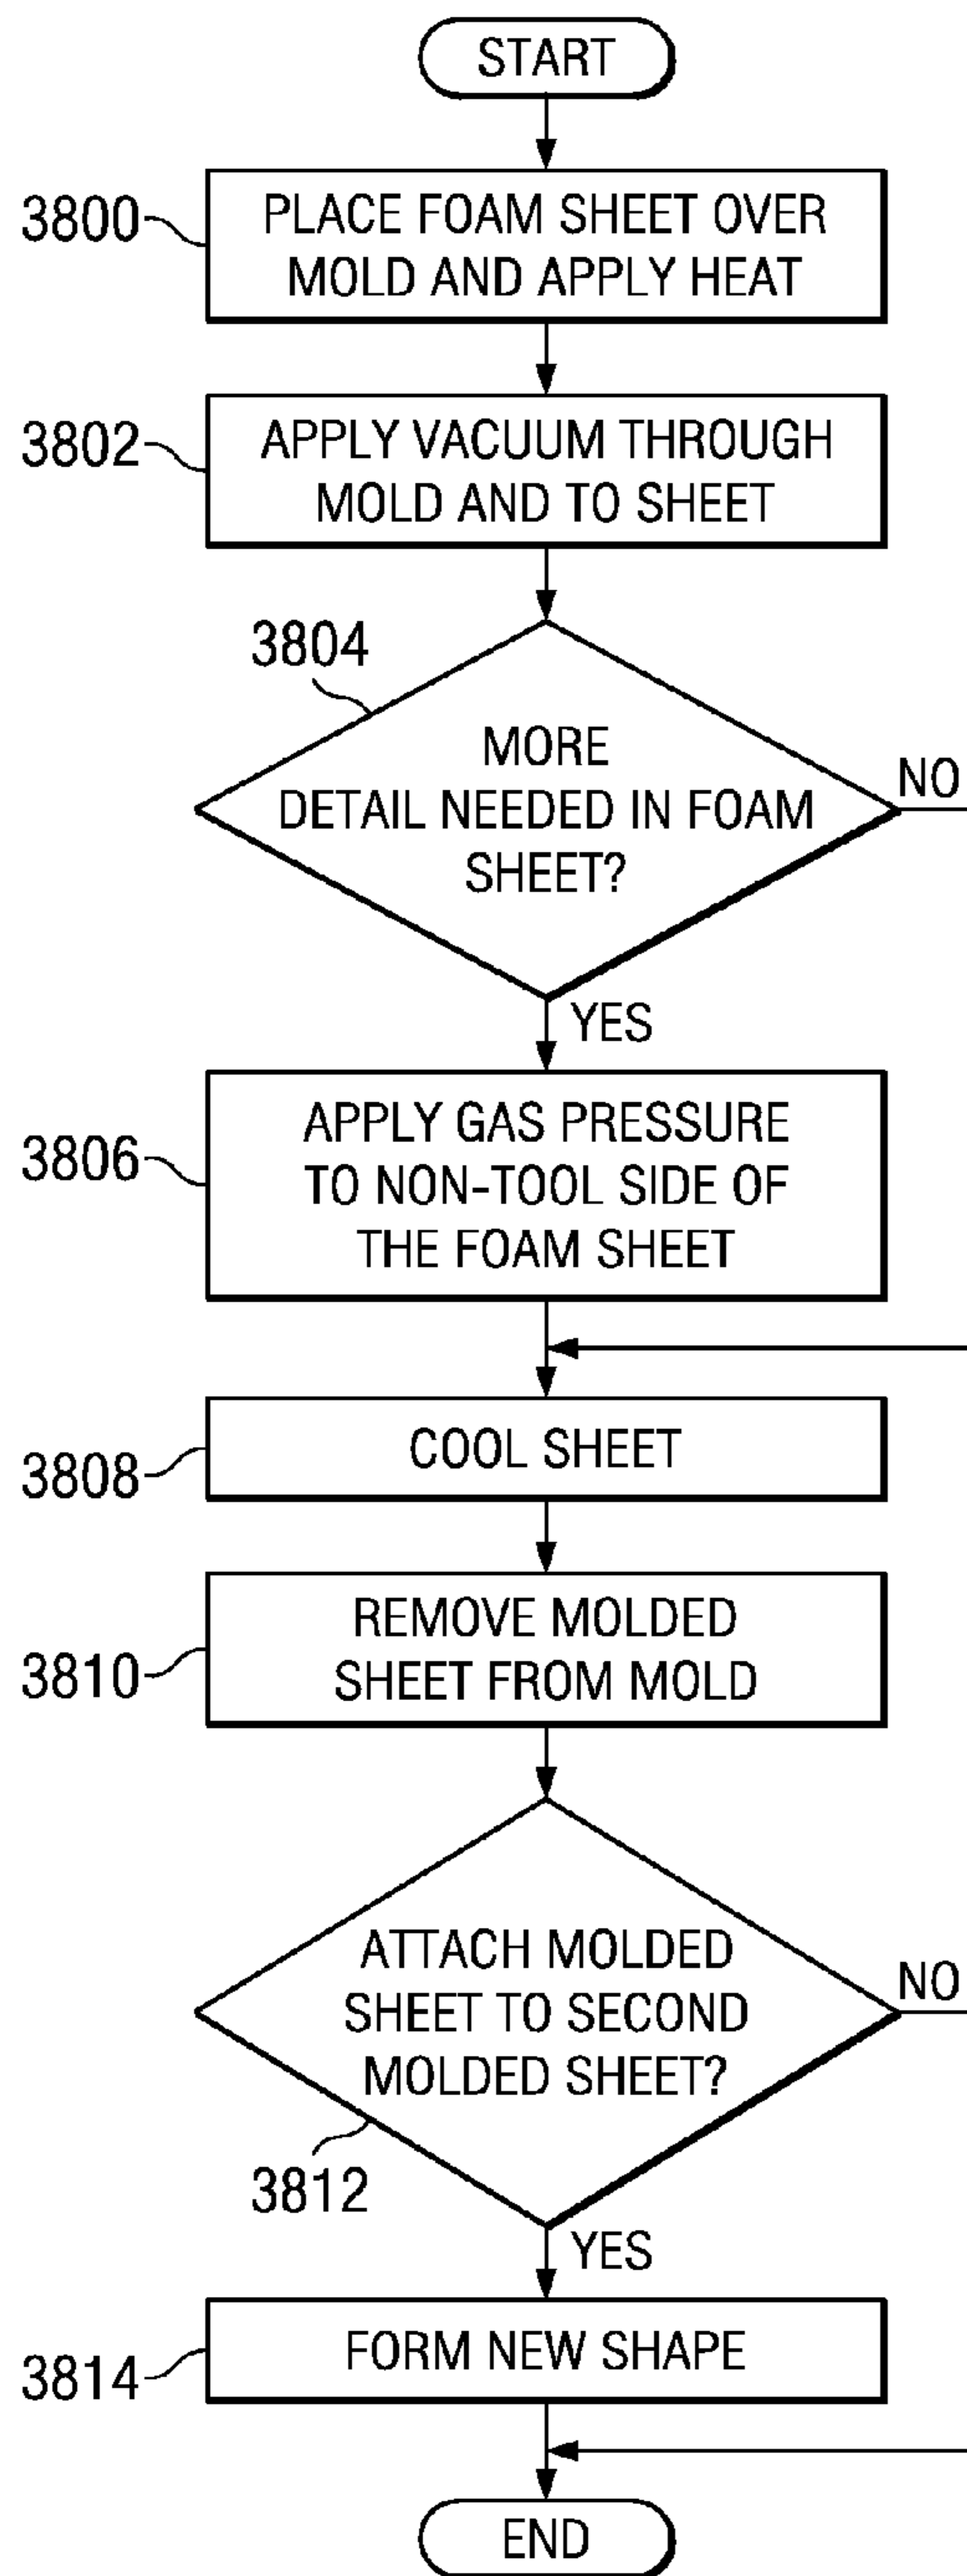 START
3800
PLACE FOAM SHEET OVER
MOLD AND APPLY HEAT
3802
APPLY VACUUM THROUGH
MOLD AND TO SHEET
3804
MORE
DETAIL NEEDED IN FOAM
SHEET?
NO
YES
3806
APPLY GAS PRESSURE
TO NON-TOOL SIDE OF
THE FOAM SHEET
3808
COOL SHEET
3810
REMOVE MOLDED
SHEET FROM MOLD
ATTACH MOLDED
SHEET TO SECOND
MOLDED SHEET?
NO
3812
YES
3814
FORM NEW SHAPE
END